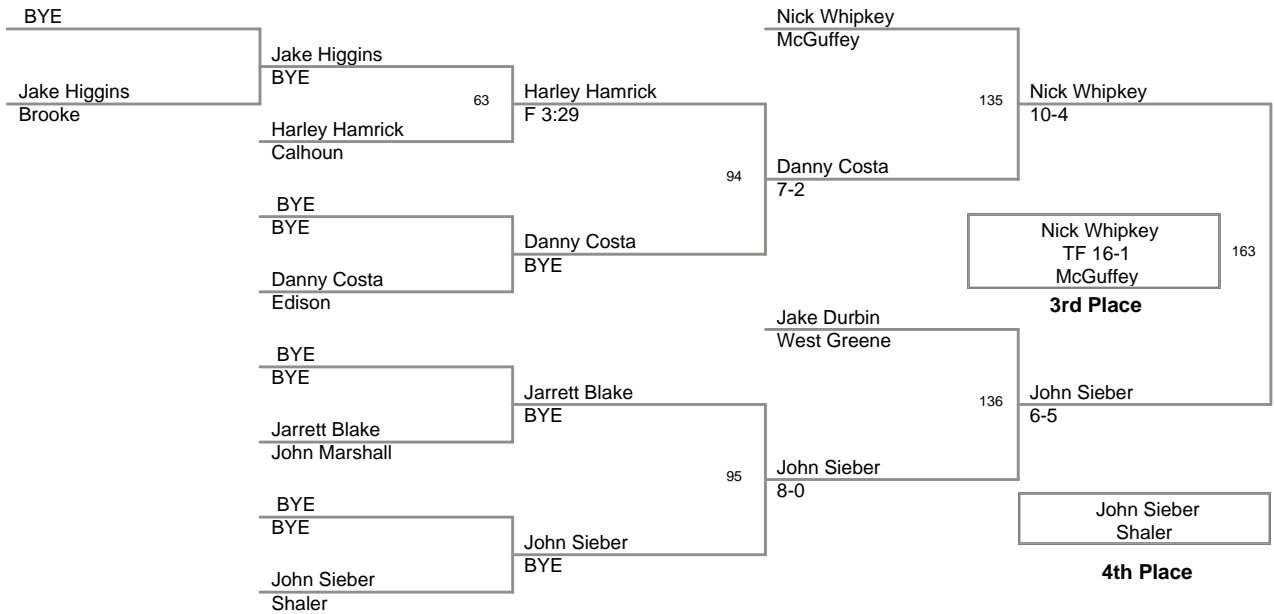 BYE
Jake Higgins
Brooke
Jake Higgins
BYE
63
Harley Hamrick
Calhoun
BYE
BYE
Danny Costa
Edison
BYE
BYE
Jarrett Blake
John Marshall
BYE
BYE
John Sieber
Shaler
Harley Hamrick
F 3:29
94
Danny Costa
BYE
Jarrett Blake
BYE
95
John Sieber
BYE
Nick Whipkey
McGuffey
135
Danny Costa
7-2
Jake Durbin
West Greene
136
John Sieber
8-0
Nick Whipkey
10-4
Nick Whipkey
TF 16-1
McGuffey
163
3rd Place
John Sieber
6-5
John Sieber
Shaler
4th Place